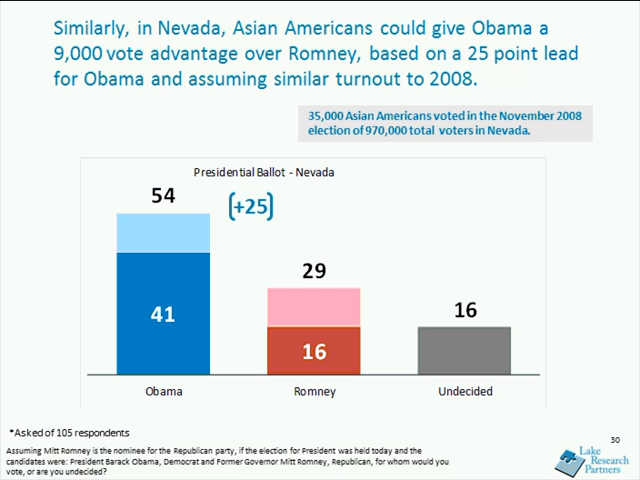 Similarly, in Nevada, Asian Americans could give Obama a
9,000 vote advantage over Romney, based on a 25 point lead
for Obama and assuming similar turnout to 2008.
35,000 Asian Americans voted in the November 2008
election of 970,000 total voters in Nevada.
Presidential Ballot - Nevada
54
(+25)
41
29
16
16
Obama
Romney
Undecided
*Asked of 105 respondents
Assuming Mitt Romney is the nominee for the Republican party, if the election for President was held today and the
candidates were: President Barack Obama, Democrat and Former Governor Mitt Romney, Republican, for whom would you
vote, or are you undecided?
30
Lake
Research
Partners